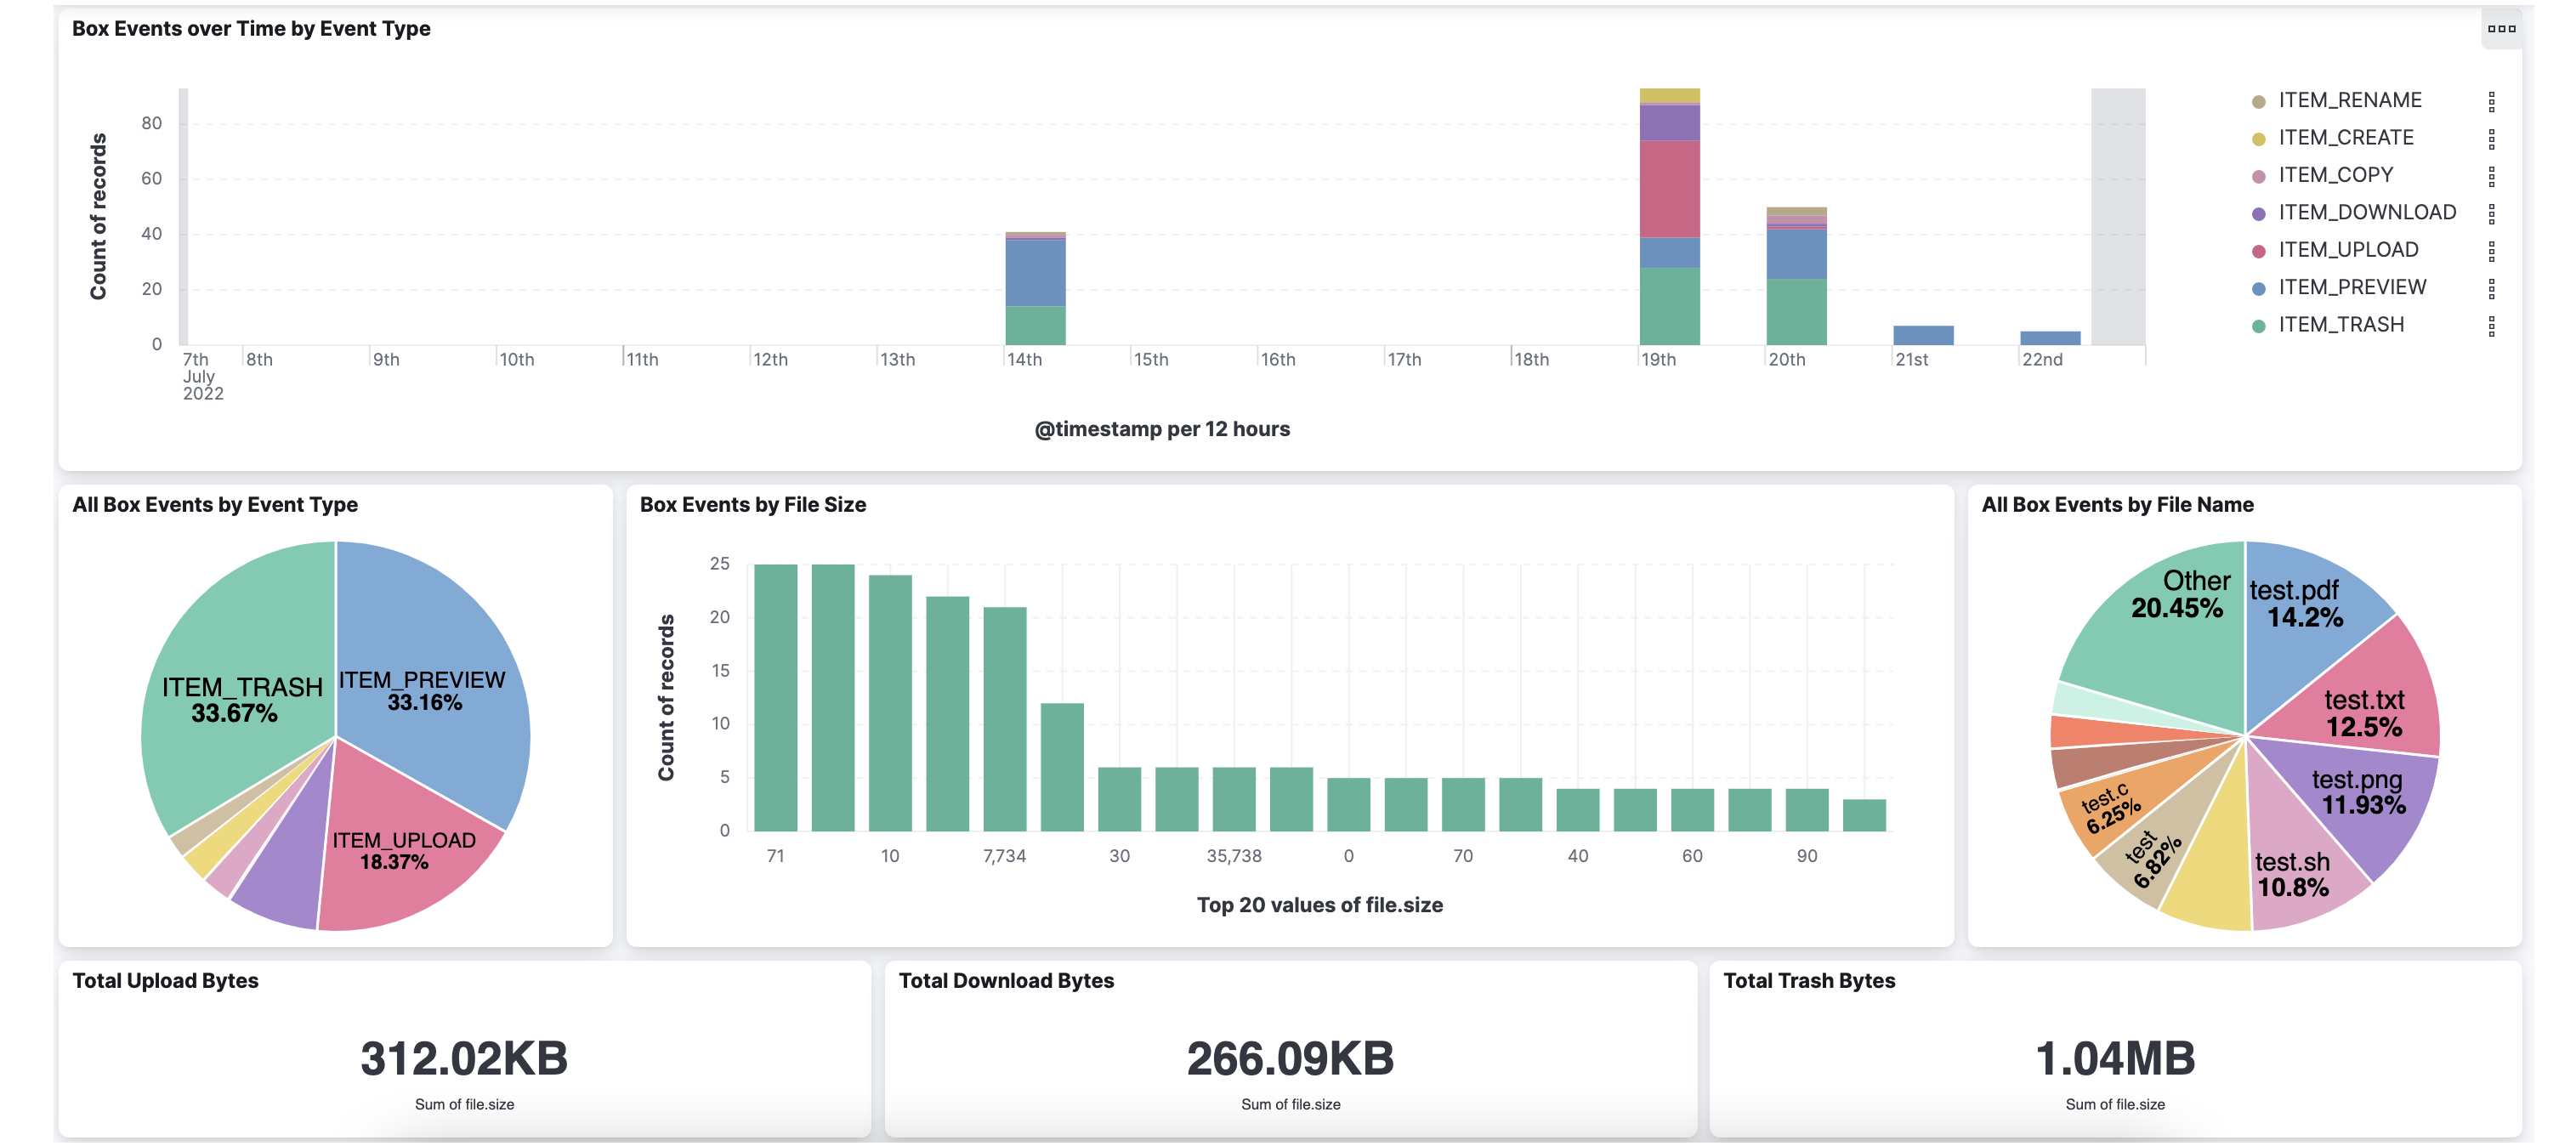 Box Events over Time by Event Type
80
60
40
20
0
Count of records
7th
July
2022
8th
9th
10th
11th
12th
13th
14th
15th
16th
17th
18th
19th
20th
21st
22nd
@timestamp per 12 hours
ITEM_RENAME
ITEM_CREATE
ITEM_COPY
ITEM_DOWNLOAD
ITEM_UPLOAD
ITEM_PREVIEW
ITEM_TRASH
All Box Events by Event Type
ITEM_TRASH
33.67%
ITEM_PREVIEW
33.16%
ITEM_UPLOAD
18.37%
Box Events by File Size
25
20
15
10
5
0
Count of records
71
10
7,734
30
35,738
0
70
40
60
90
Top 20 values of file.size
All Box Events by File Name
Other
20.45%
test.pdf
14.2%
test.txt
12.5%
test.png
11.93%
test.sh
10.8%
test
6.82%
test.c
6.25%
Total Upload Bytes
312.02KB
Sum of file.size
Total Download Bytes
266.09KB
Sum of file.size
Total Trash Bytes
1.04MB
Sum of file.size